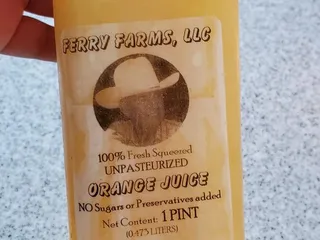 FERRY FARMS, LLC
100% Fresh Squeezed
UNPASTEURIZED
ORANGE JUICE
NO Sugars or Preservatives added
Net Content: 1 PINT
(0.473 LITERS)